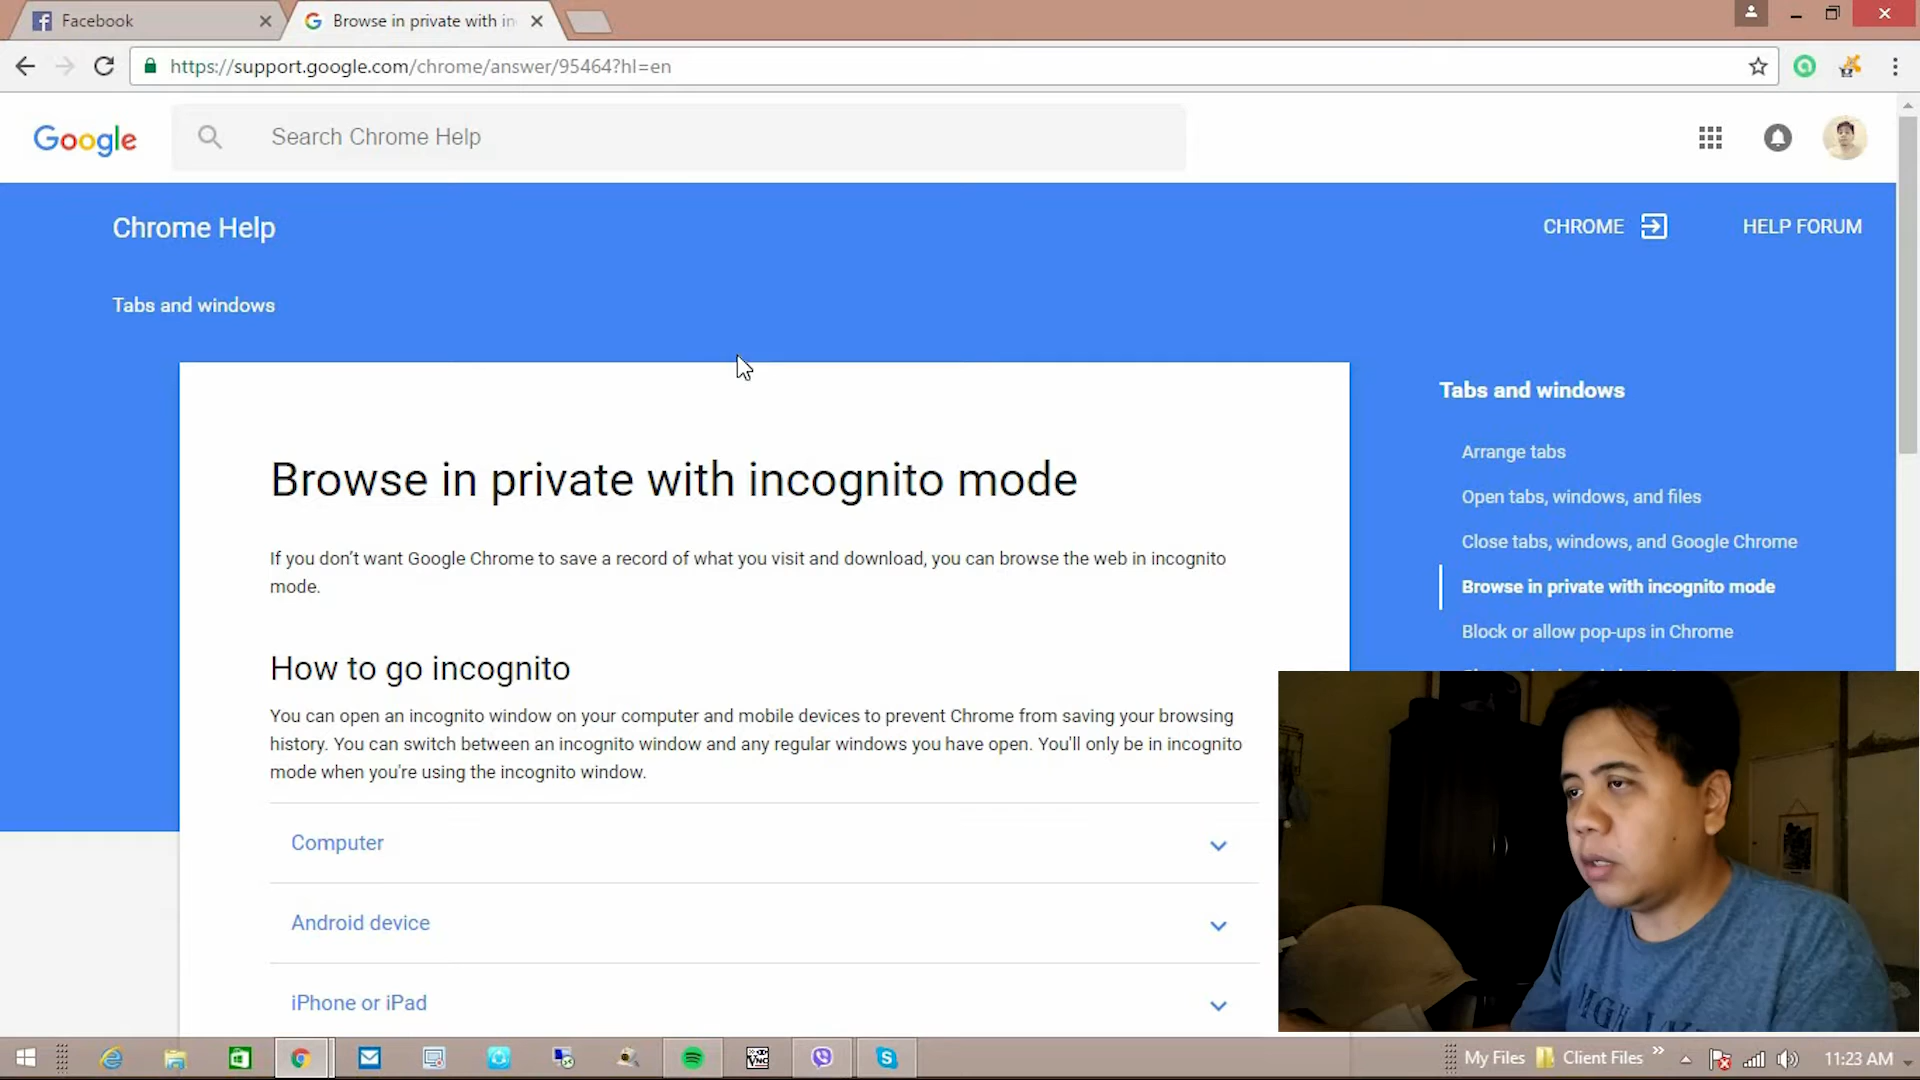 Facebook
Browse in private with in
https://support.google.com/chrome/answer/95464?hl=en
Google
Search Chrome Help
Chrome Help
CHROME
HELP FORUM
Tabs and windows
Browse in private with incognito mode
If you don't want Google Chrome to save a record of what you visit and download, you can browse the web in incognito
mode.
How to go incognito
You can open an incognito window on your computer and mobile devices to prevent Chrome from saving your browsing
history. You can switch between an incognito window and any regular windows you have open. You'll only be in incognito
mode when you're using the incognito window.
Computer
Android device
iPhone or iPad
Tabs and windows
Arrange tabs
Open tabs, windows, and files
Close tabs, windows, and Google Chrome
Browse in private with incognito mode
Block or allow pop-ups in Chrome
My Files
Client Files
11:23 AM